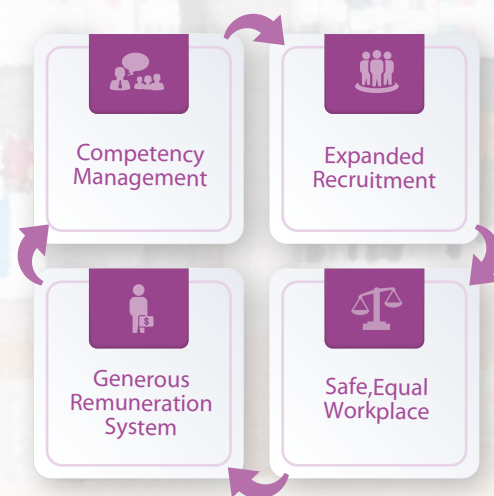 Competency
Management
Expanded
Recruitment
Generous
Remuneration
System
Safe,Equal
Workplace
$